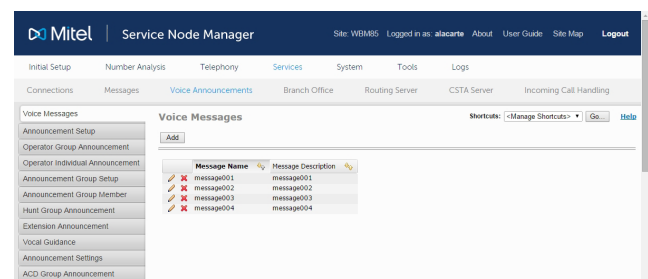 Mitel | Service Node Manager
Site: WBM85 Logged in as: alacarte About User Guide Site Map Logout
Initial Setup Number Analysis Telephony Services System Tools Logs
Connections Messages Voice Announcements Branch Office Routing Server CSTA Server Incoming Call Handling
Voice Messages
Announcement Setup
Operator Group Announcement
Operator Individual Announcement
Announcement Group Setup
Announcement Group Member
Hunt Group Announcement
Extension Announcement
Vocal Guidance
Announcement Settings
ACD Group Announcement
Voice Messages
Shortcuts: <Manage Shortcuts> Go... Help
Add
Message Name Message Description
message001 message001
message002 message002
message003 message003
message004 message004